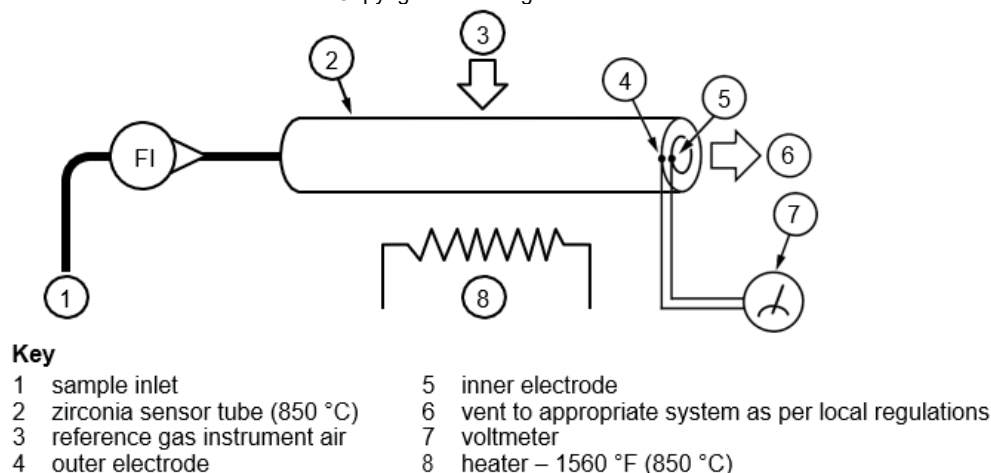 3
2
4
5
FI
6
7
1
8
Key
1 sample inlet
2 zirconia sensor tube (850 °C)
3 reference gas instrument air
4 outer electrode
5 inner electrode
6 vent to appropriate system as per local regulations
7 voltmeter
8 heater – 1560 °F (850 °C)